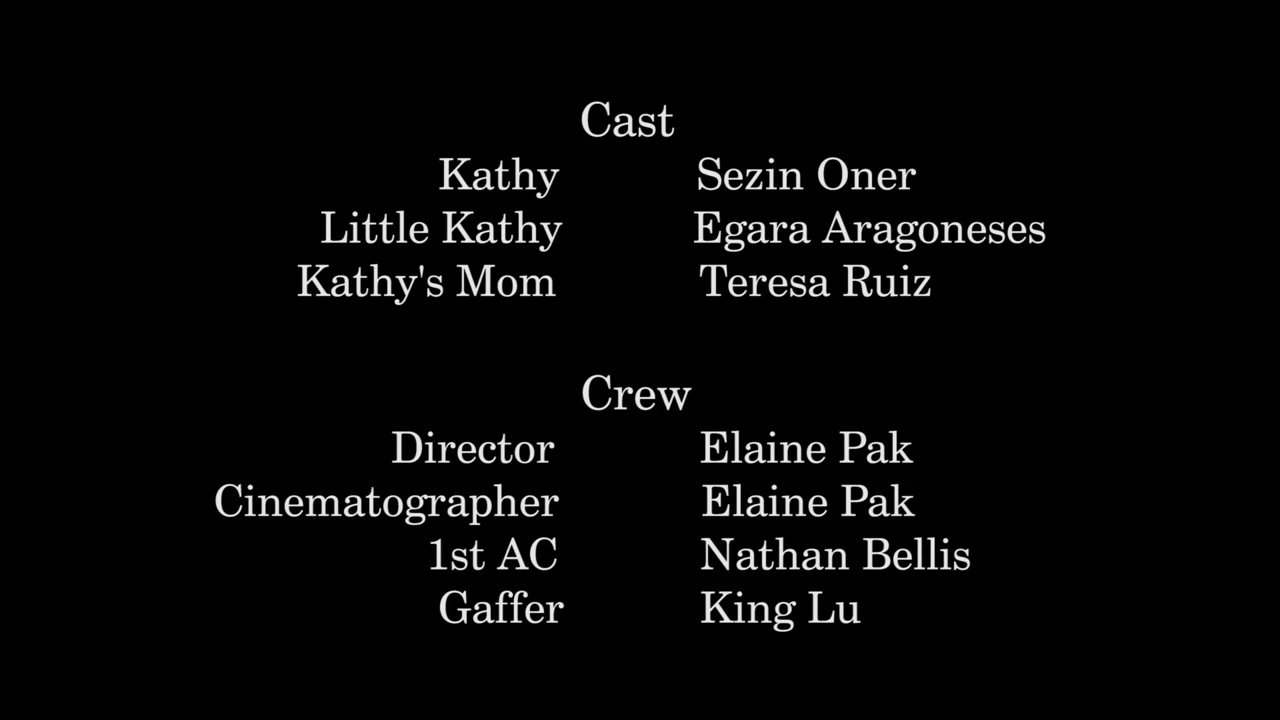 Cast
Kathy Sezin Oner
Little Kathy Egara Aragoneses
Kathy's Mom Teresa Ruiz
Crew
Director Elaine Pak
Cinematographer Elaine Pak
1st AC Nathan Bellis
Gaffer King Lu